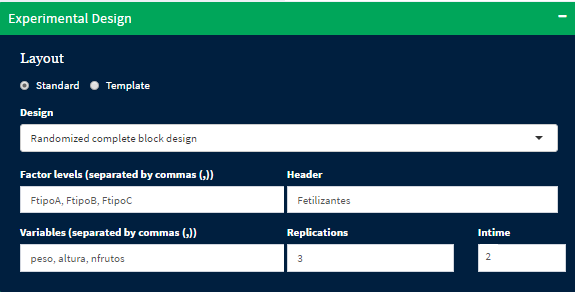 Experimental Design
Layout
Standard Template
Design
Randomized complete block design
Factor levels (separated by commas (,)) Header
FtipoA, FtipoB, FtipoC Fetilizantes
Variables (separated by commas (,)) Replications Intime
peso, altura, nfrutos 3 2